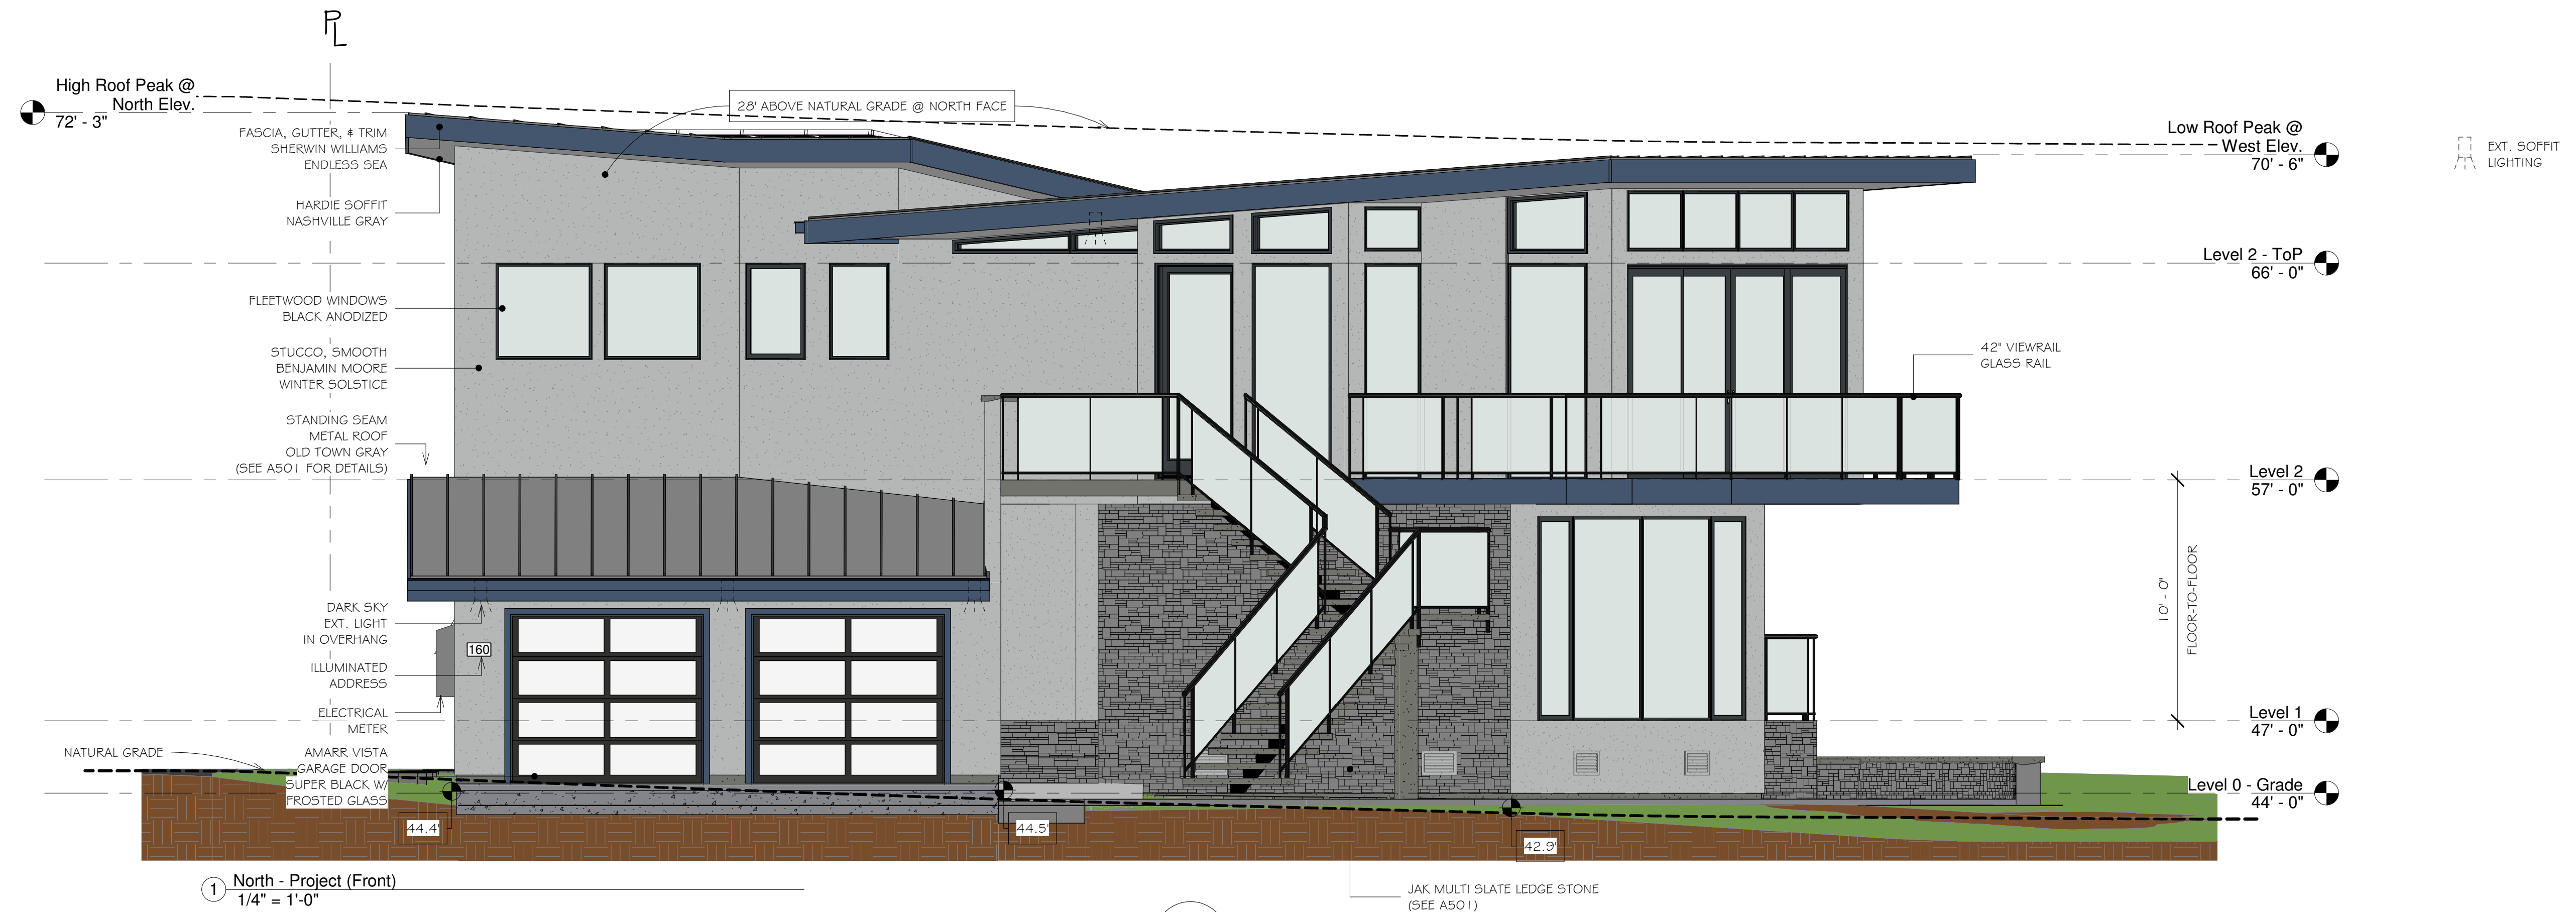 PL
High Roof Peak @
North Elev.
72' - 3"
28' ABOVE NATURAL GRADE @ NORTH FACE
FASCIA, GUTTER, & TRIM
SHERWIN WILLIAMS
ENDLESS SEA
HARDIE SOFFIT
NASHVILLE GRAY
FLEETWOOD WINDOWS
BLACK ANODIZED
STUCCO, SMOOTH
BENJAMIN MOORE
WINTER SOLSTICE
STANDING SEAM
METAL ROOF
OLD TOWN GRAY
(SEE A501 FOR DETAILS)
DARK SKY
EXT. LIGHT
IN OVERHANG
160
ILLUMINATED
ADDRESS
ELECTRICAL
METER
NATURAL GRADE
AMARR VISTA
GARAGE DOOR
SUPER BLACK W/
FROSTED GLASS
44.4'
44.5'
42.9'
Low Roof Peak @
West Elev.
70' - 6"
EXT. SOFFIT
LIGHTING
Level 2 - ToP
66' - 0"
42" VIEWRAIL
GLASS RAIL
Level 2
57' - 0"
10' - 0"
FLOOR-TO-FLOOR
Level 1
47' - 0"
Level 0 - Grade
44' - 0"
JAK MULTI SLATE LEDGE STONE
(SEE A501)
1
North - Project (Front)
1/4" = 1'-0"